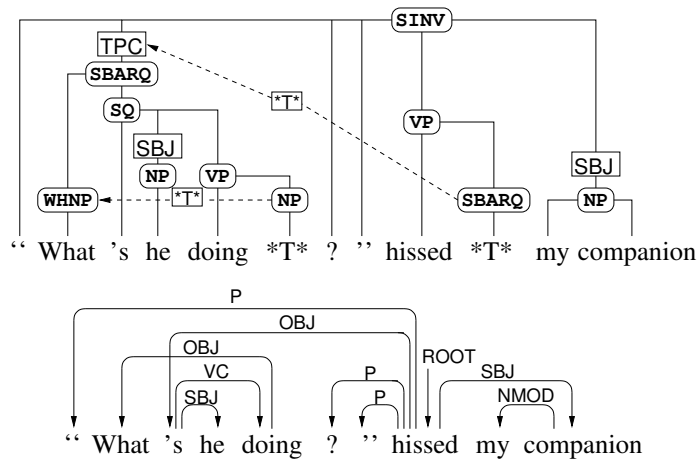 SINV
TPC
SBARQ
*T*
SQ
VP
SBJ
SBJ
NP VP
WHNP *T* NP SBARQ NP
“ What ’s he doing *T* ? ” hissed *T* my companion
P
OBJ
OBJ ROOT
VC P SBJ
SBJ P NMOD
“ What ’s he doing ? ” hissed my companion